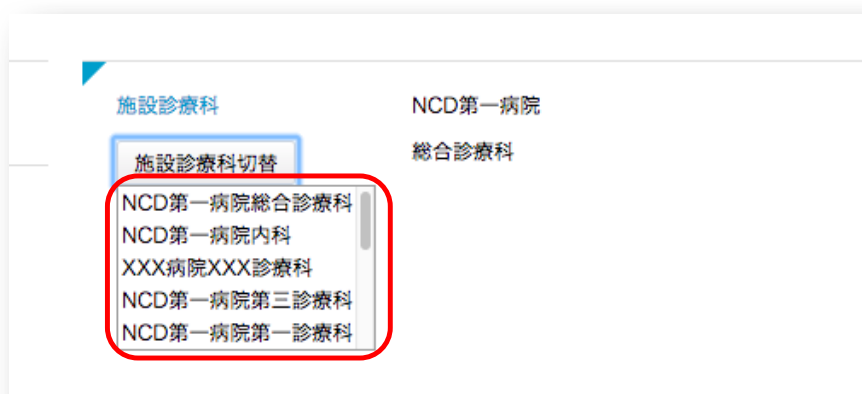 施設診療科
NCD第一病院
施設診療科切替
総合診療科
NCD第一病院総合診療科
NCD第一病院内科
XXX病院XXX診療科
NCD第一病院第三診療科
NCD第一病院第一診療科